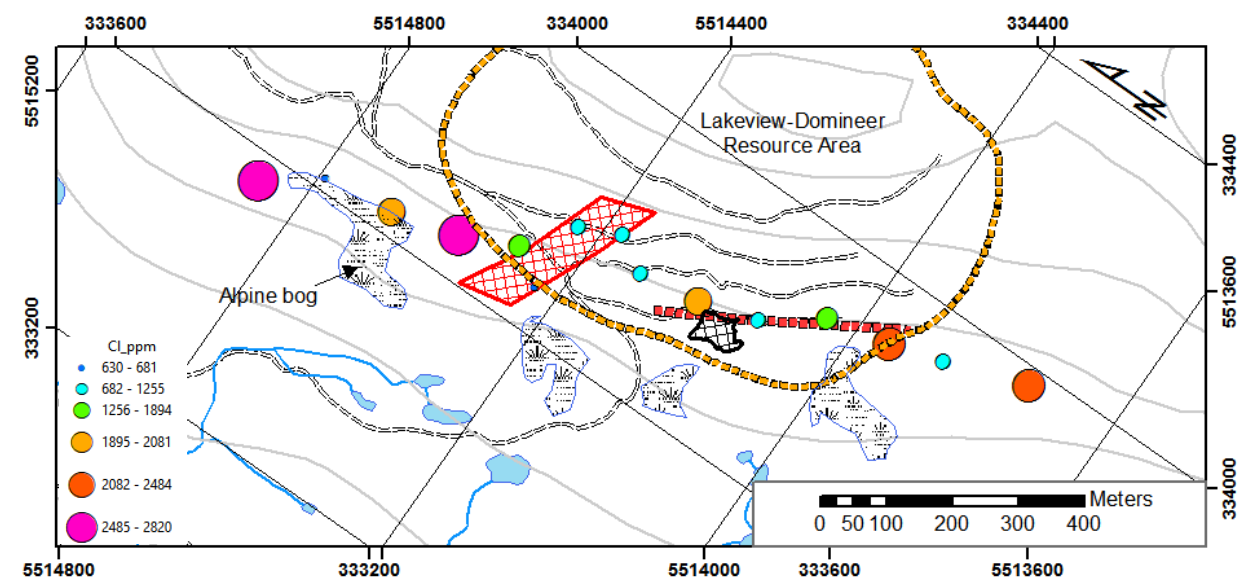 333600 5514800 334000 5514400 334400
5515200
Lakeview-Domineer
Resource Area
N
334400
Alpine bog
5513600
333200
Cl_ppm
630 - 681
682 - 1255
1256 - 1894
1895 - 2081
2082 - 2484
2485 - 2820
334000
Meters
0 50 100 200 300 400
5514800 333200 5514000 333600 5513600